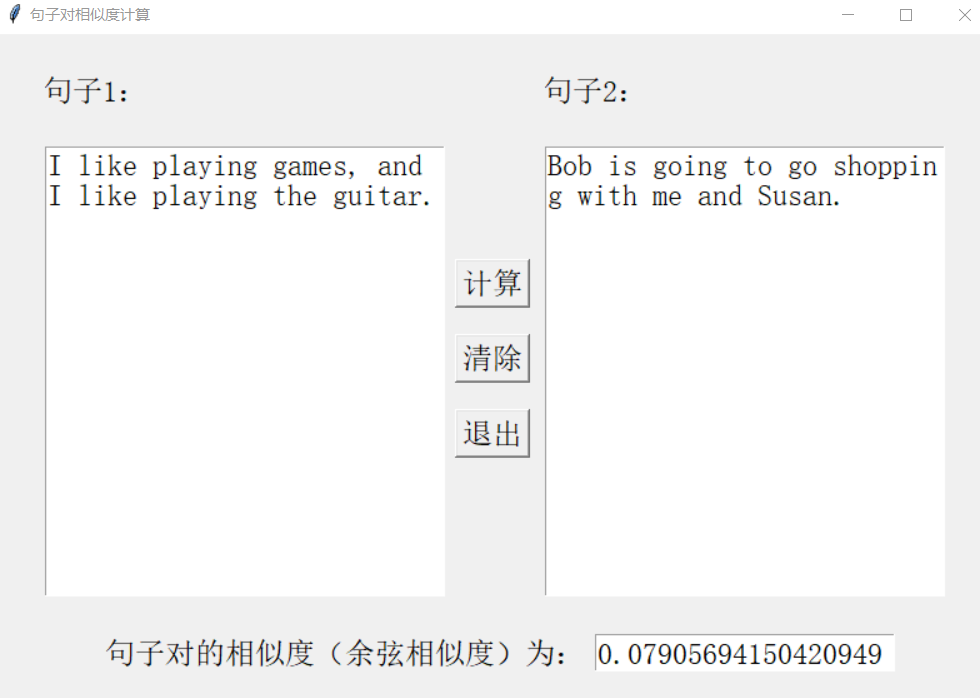 句子对相似度计算
句子1：
句子2：
I like playing games, and
I like playing the guitar.
Bob is going to go shoppin
g with me and Susan.
计算
清除
退出
句子对的相似度（余弦相似度）为： 0.07905694150420949